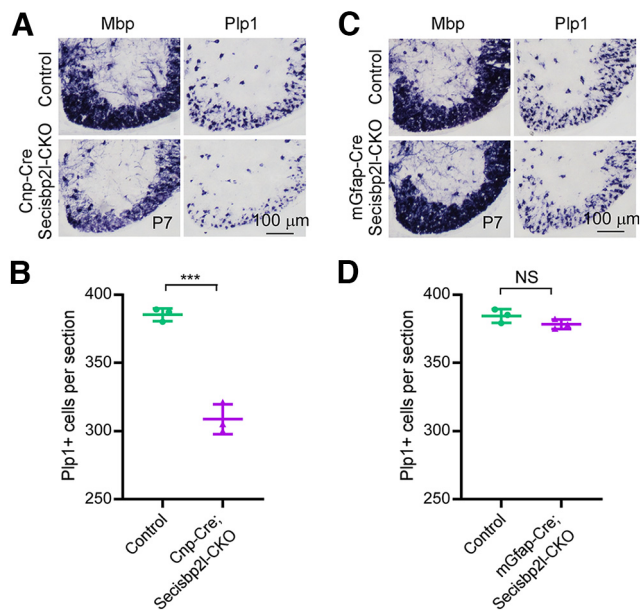 A
Mbp
Plp1
Control
Cnp-Cre
Secisbp2l-CKO
P7
100 μm
C
Mbp
Plp1
Control
mGfap-Cre
Secisbp2l-CKO
P7
100 μm
B
***
Plp1+ cells per section
400
350
300
250
Control
Cnp-Cre;
Secisbp2l-CKO
D
NS
Plp1+ cells per section
400
350
300
250
Control
mGfap-Cre;
Secisbp2l-CKO